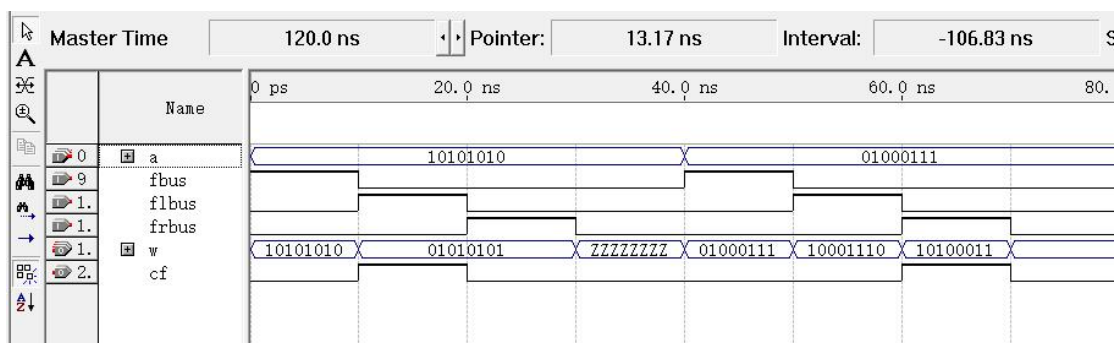 Master Time 120.0 ns Pointer: 13.17 ns Interval: -106.83 ns S
A
Name
0 ps 20.0 ns 40.0 ns 60.0 ns 80.
0 a 10101010 01000111
9 fbus
1. flbus
1. frbus
1. w 10101010 01010101 ZZZZZZZZ 01000111 10001110 10100011
2. cf